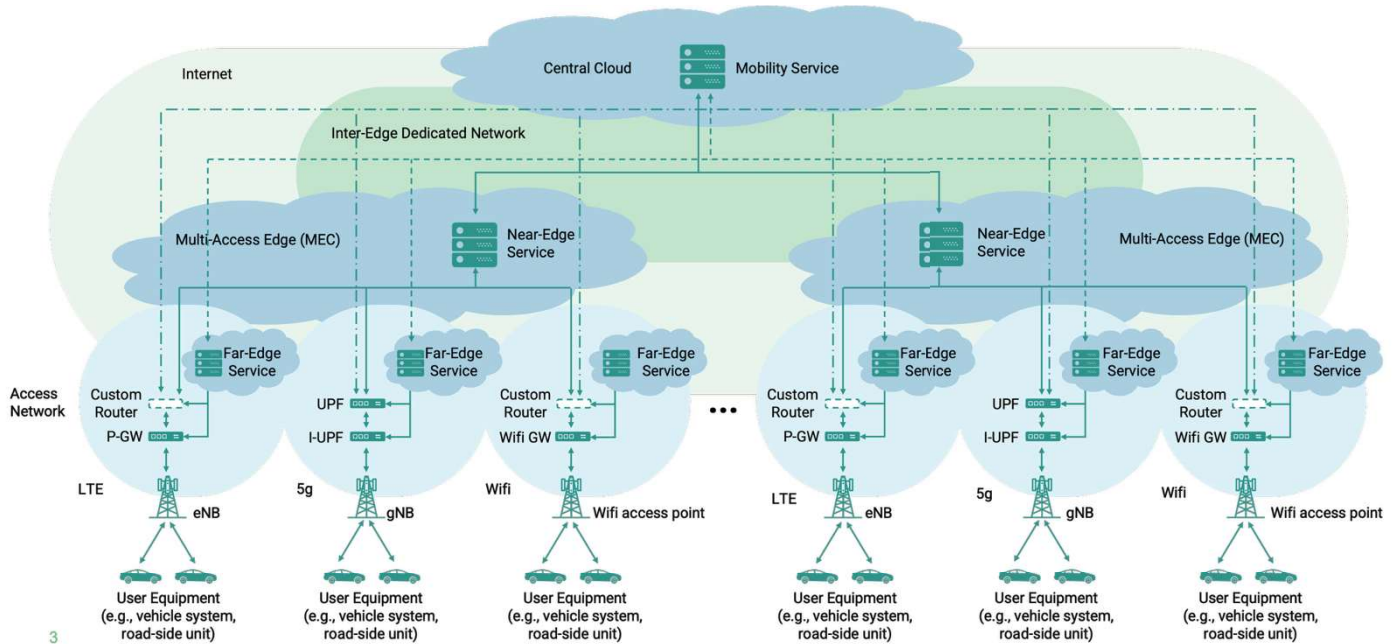 Central Cloud
Mobility Service
Internet
Inter-Edge Dedicated Network
Multi-Access Edge (MEC)
Near-Edge
Service
Near-Edge
Service
Multi-Access Edge (MEC)
Far-Edge
Service
Far-Edge
Service
Far-Edge
Service
Far-Edge
Service
Far-Edge
Service
Far-Edge
Service
Access
Network
Custom
Router
P-GW
UPF
I-UPF
Custom
Router
Wifi GW
•••
Custom
Router
P-GW
UPF
I-UPF
Custom
Router
Wifi GW
LTE
eNB
5g
gNB
Wifi
Wifi access point
LTE
eNB
5g
gNB
Wifi
Wifi access point
User Equipment
(e.g., vehicle system,
road-side unit)
User Equipment
(e.g., vehicle system,
road-side unit)
User Equipment
(e.g., vehicle system,
road-side unit)
User Equipment
(e.g., vehicle system,
road-side unit)
User Equipment
(e.g., vehicle system,
road-side unit)
User Equipment
(e.g., vehicle system,
road-side unit)
3